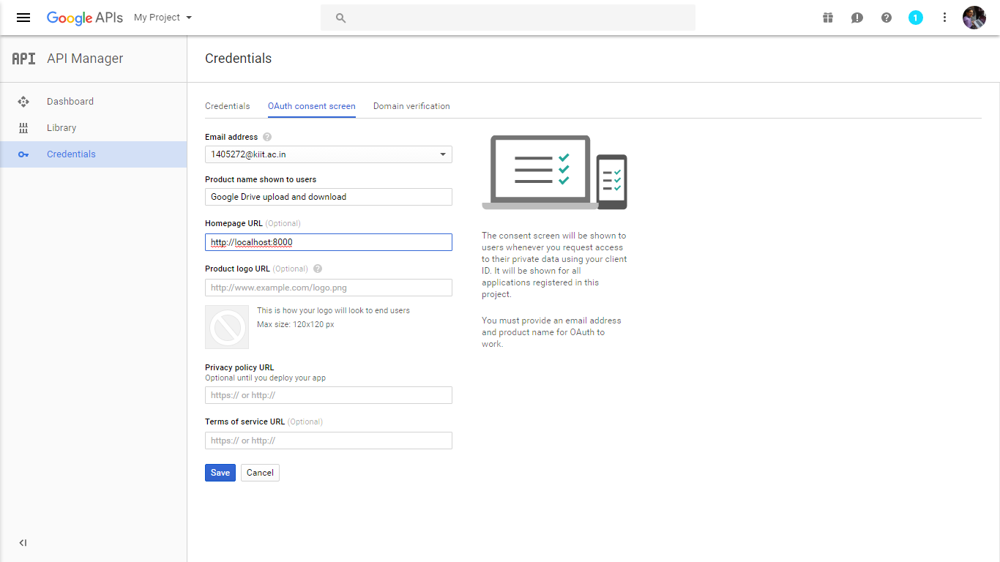 Google APIs My Project
1
API API Manager
Credentials
Dashboard
Library
Credentials
Credentials OAuth consent screen Domain verification
Email address
1405272@kiit.ac.in
Product name shown to users
Google Drive upload and download
Homepage URL (Optional)
http://localhost:8000
Product logo URL (Optional)
http://www.example.com/logo.png
This is how your logo will look to end users
Max size: 120x120 px
Privacy policy URL
Optional until you deploy your app
https:// or http://
Terms of service URL (Optional)
https:// or http://
Save Cancel
The consent screen will be shown to
users whenever you request access
to their private data using your client
ID. It will be shown for all
applications registered in this
project.
You must provide an email address
and product name for OAuth to
work.